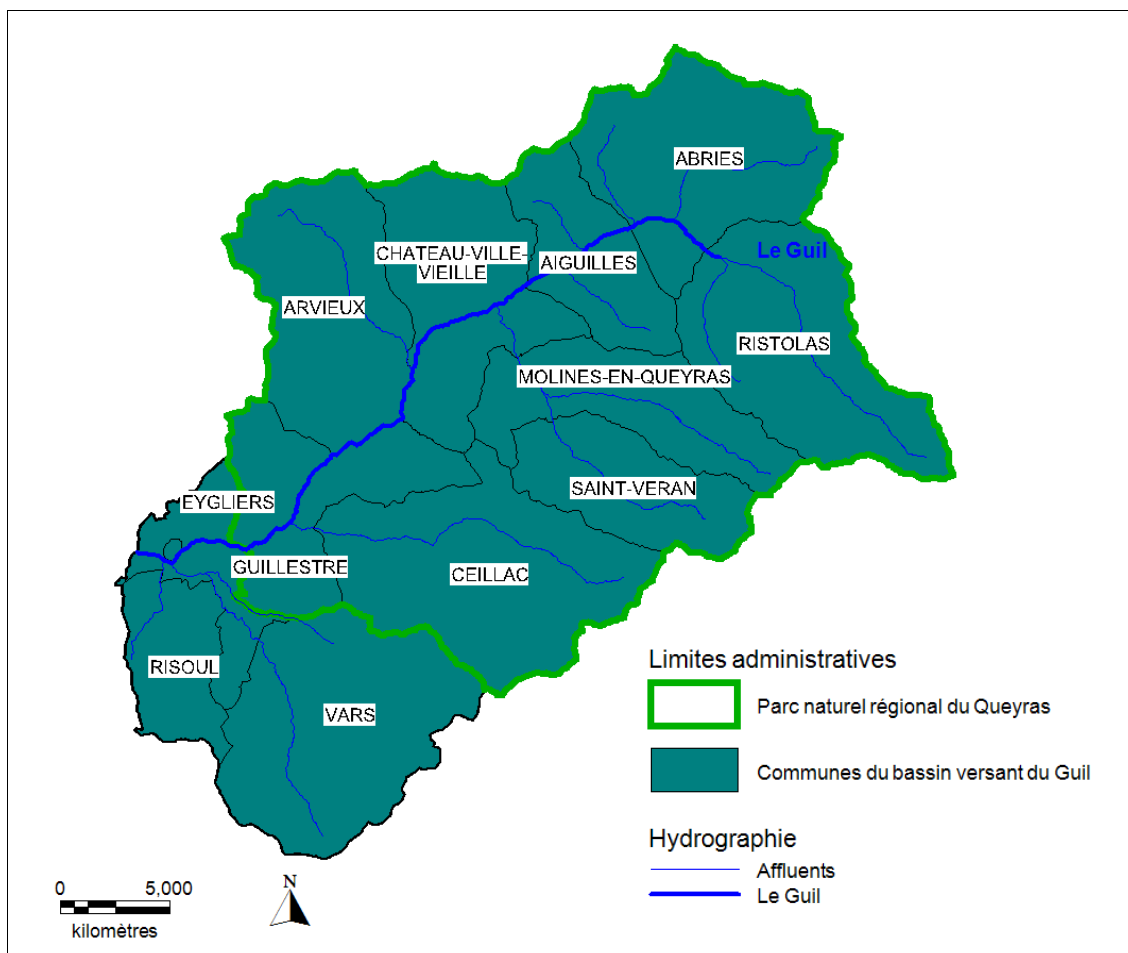 ABRIES
CHATEAU-VILLE-
VIEILLE
Le Guil
AIGUILLES
ARVIEUX
RISTOLAS
MOLINES-EN-QUEYRAS
SAINT-VERAN
EYGLIERS
GUILLESTRE
CEILLAC
RISOUL
VARS
Limites administratives
Parc naturel régional du Queyras
Communes du bassin versant du Guil
Hydrographie
Affluents
Le Guil
0 5,000
kilomètres
N